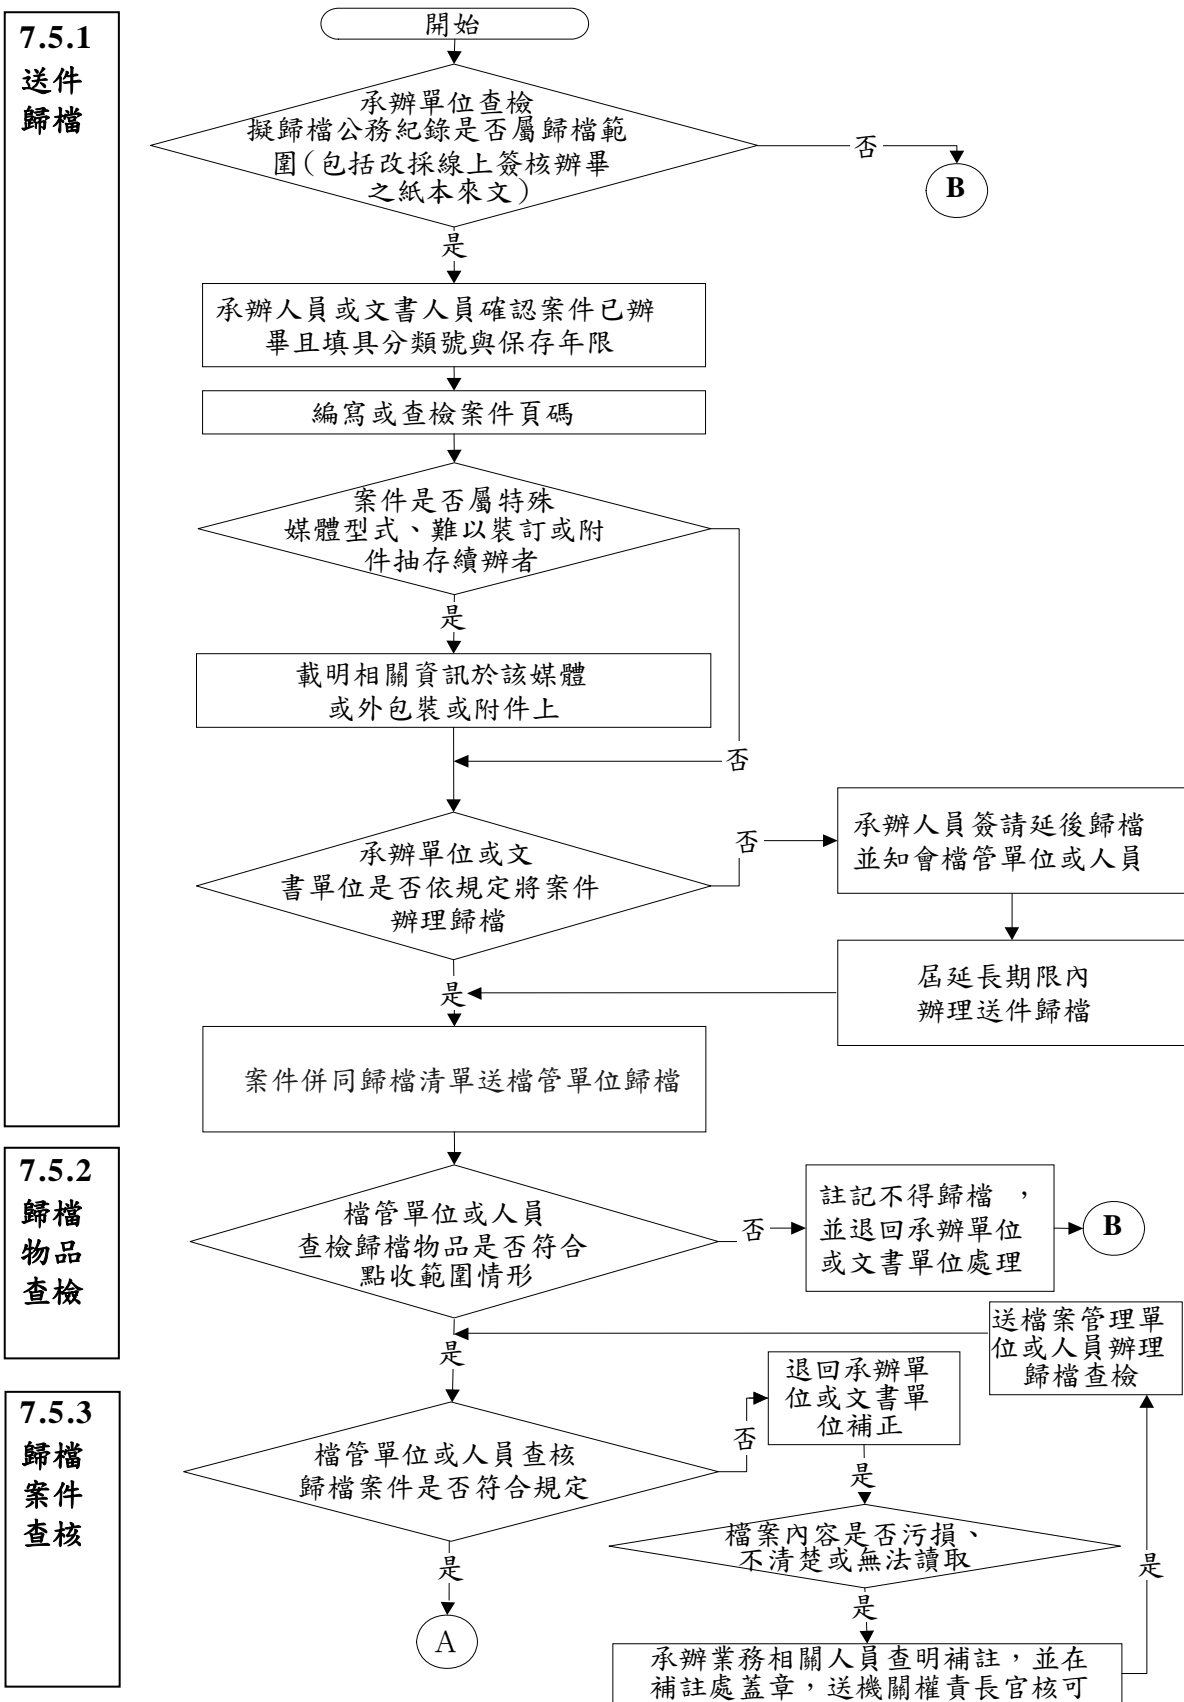 7.5.1
送件
歸檔
開始
承辦單位查檢
擬歸檔公務紀錄是否屬歸檔範
圍(包括改採線上簽核辦畢
之紙本來文)
否
B
是
承辦人員或文書人員確認案件已辦
畢且填具分類號與保存年限
編寫或查檢案件頁碼
案件是否屬特殊
媒體型式、難以裝訂或附
件抽存續辦者
是
載明相關資訊於該媒體
或外包裝或附件上
否
承辦單位或文
書單位是否依規定將案件
辦理歸檔
否
承辦人員簽請延後歸檔
並知會檔管單位或人員
屆延長期限內
辦理送件歸檔
是
案件併同歸檔清單送檔管單位歸檔
7.5.2
歸檔
物品
查檢
檔管單位或人員
查檢歸檔物品是否符合
點收範圍情形
否
註記不得歸檔 ,
並退回承辦單位
或文書單位處理
B
是
送檔案管理單
位或人員辦理
歸檔查檢
7.5.3
歸檔
案件
查核
檔管單位或人員查核
歸檔案件是否符合規定
否
退回承辦單
位或文書單
位補正
是
檔案內容是否污損、
不清楚或無法讀取
是
是
A
是
承辦業務相關人員查明補註,並在
補註處蓋章,送機關權責長官核可